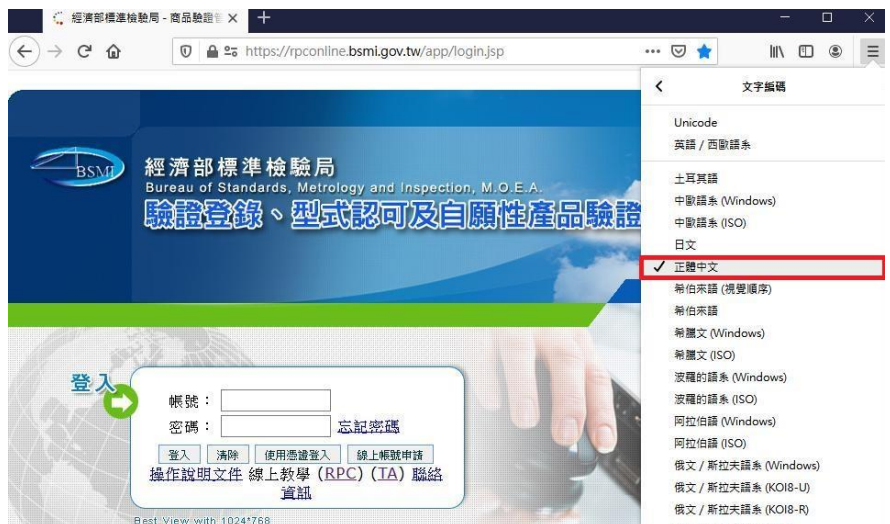 經濟部標準檢驗局 - 商品驗證
https://rpconline.bsmi.gov.tw/app/login.jsp
BSMI
經濟部標準檢驗局
Bureau of Standards, Metrology and Inspection, M.O.E.A.
驗證登錄、型式認可及自願性產品驗證
登入
帳號：
密碼：
忘記密碼
登入 清除 使用憑證登入 線上帳號申請
操作說明文件 線上教學 (RPC) (TA) 聯絡
資訊
Best View with 1024*768
文字編碼
Unicode
英語 / 西歐語系
土耳其語
中歐語系 (Windows)
中歐語系 (ISO)
日文
正體中文
希伯來語 (視覺順序)
希伯來語
希臘文 (Windows)
希臘文 (ISO)
波羅的語系 (Windows)
波羅的語系 (ISO)
阿拉伯語 (Windows)
阿拉伯語 (ISO)
俄文 / 斯拉夫語系 (Windows)
俄文 / 斯拉夫語系 (KOI8-U)
俄文 / 斯拉夫語系 (KOI8-R)